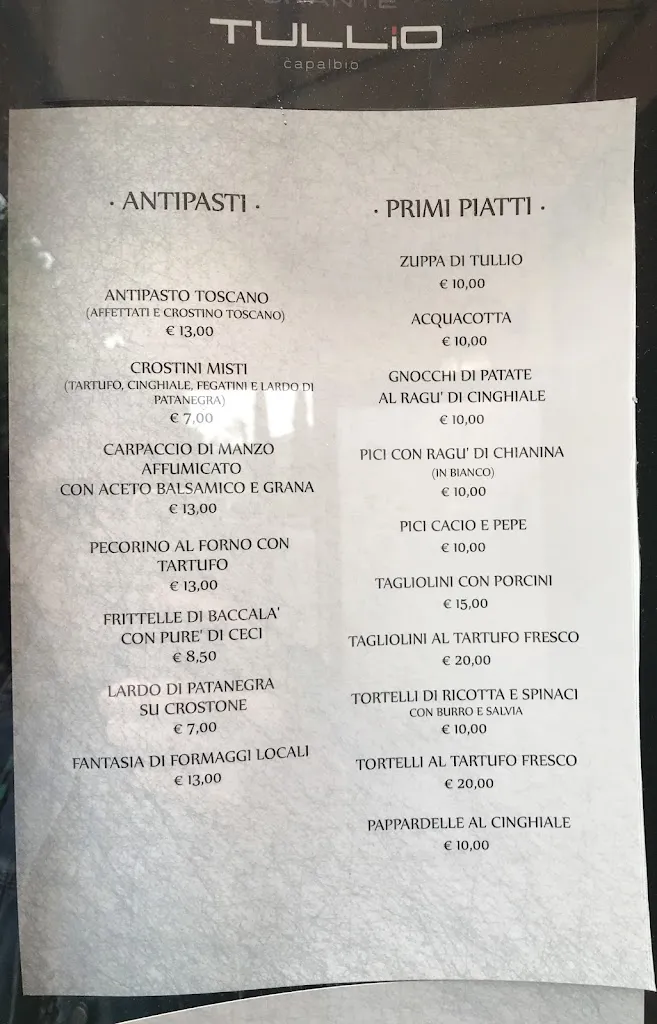 TULLiO
capalbio
· ANTIPASTI ·
ANTIPASTO TOSCANO
(AFFETTATI E CROSTINO TOSCANO)
€ 13,00
CROSTINI MISTI
(TARTUFO, CINGHIALE, FEGATINI E LARDO DI
PATANEGRA)
€ 7,00
CARPACCIO DI MANZO
AFFUMICATO
CON ACETO BALSAMICO E GRANA
€ 13,00
PECORINO AL FORNO CON
TARTUFO
€ 13,00
FRITTELLE DI BACCALA'
CON PURE' DI CECI
€ 8,50
LARDO DI PATANEGRA
SU CROSTONE
€ 7,00
FANTASIA DI FORMAGGI LOCALI
€ 13,00
· PRIMI PIATTI ·
ZUPPA DI TULLIO
€ 10,00
ACQUACOTTA
€ 10,00
GNOCCHI DI PATATE
AL RAGU' DI CINGHIALE
€ 10,00
PICI CON RAGU' DI CHIANINA
(IN BIANCO)
€ 10,00
PICI CACIO E PEPE
€ 10,00
TAGLIOLINI CON PORCINI
€ 15,00
TAGLIOLINI AL TARTUFO FRESCO
€ 20,00
TORTELLI DI RICOTTA E SPINACI
CON BURRO E SALVIA
€ 10,00
TORTELLI AL TARTUFO FRESCO
€ 20,00
PAPPARDELLE AL CINGHIALE
€ 10,00